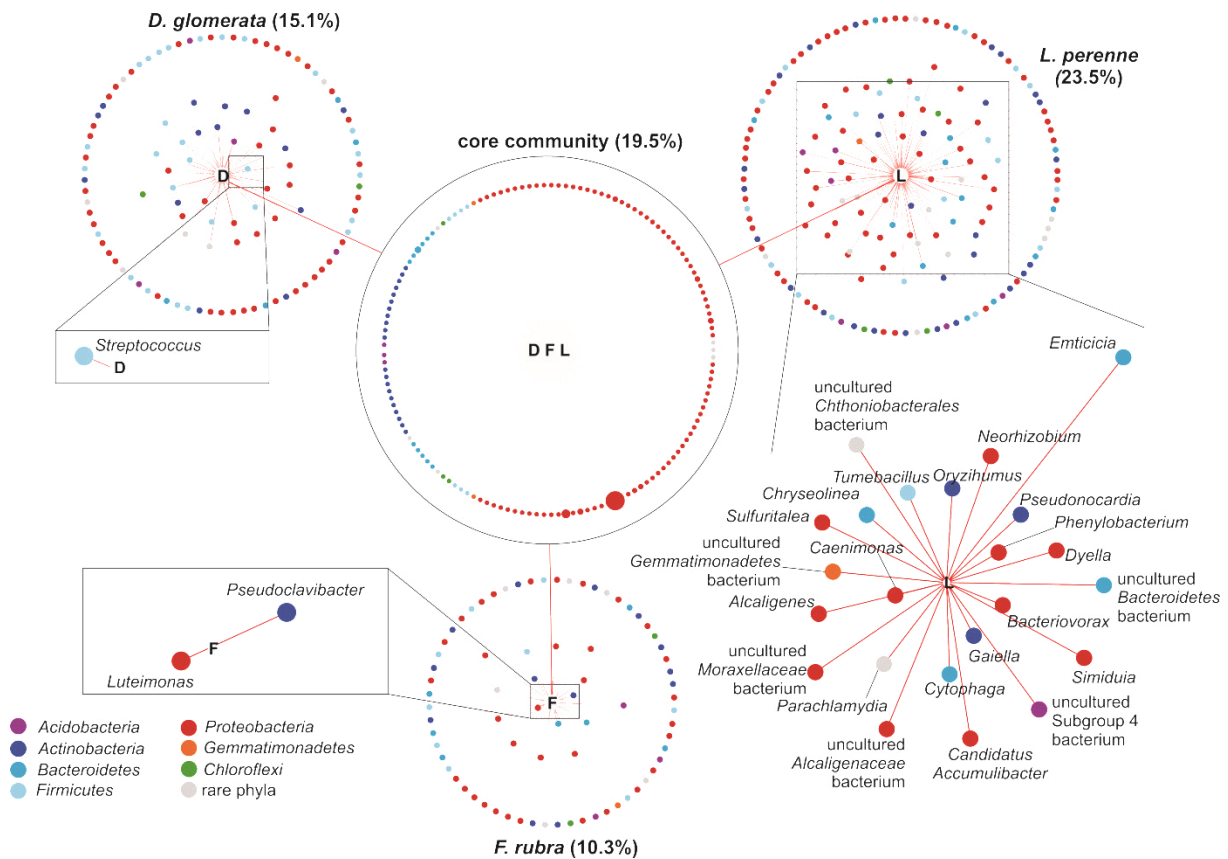 D. glomerata (15.1%)
L. perenne
(23.5%)
core community (19.5%)
D
L
D F L
Streptococcus
D
Emticicia
uncultured
Chthoniobacterales
bacterium
Neorhizobium
Tumebacillus
Oryzihumus
Chryseolinea
Pseudonocardia
Sulfuritalea
Phenylobacterium
Caenimonas
Dyella
uncultured
Gemmatimonadetes
bacterium
L
uncultured
Bacteroidetes
bacterium
Alcaligenes
Bacteriovorax
Gaiella
uncultured
Moraxellaceae
bacterium
Simiduia
Cytophaga
Parachlamydia
uncultured
Subgroup 4
bacterium
uncultured
Alcaligenaceae
bacterium
Candidatus
Accumulibacter
Pseudoclavibacter
F
Luteimonas
F
Acidobacteria
Actinobacteria
Bacteroidetes
Firmicutes
Proteobacteria
Gemmatimonadetes
Chloroflexi
rare phyla
F. rubra (10.3%)